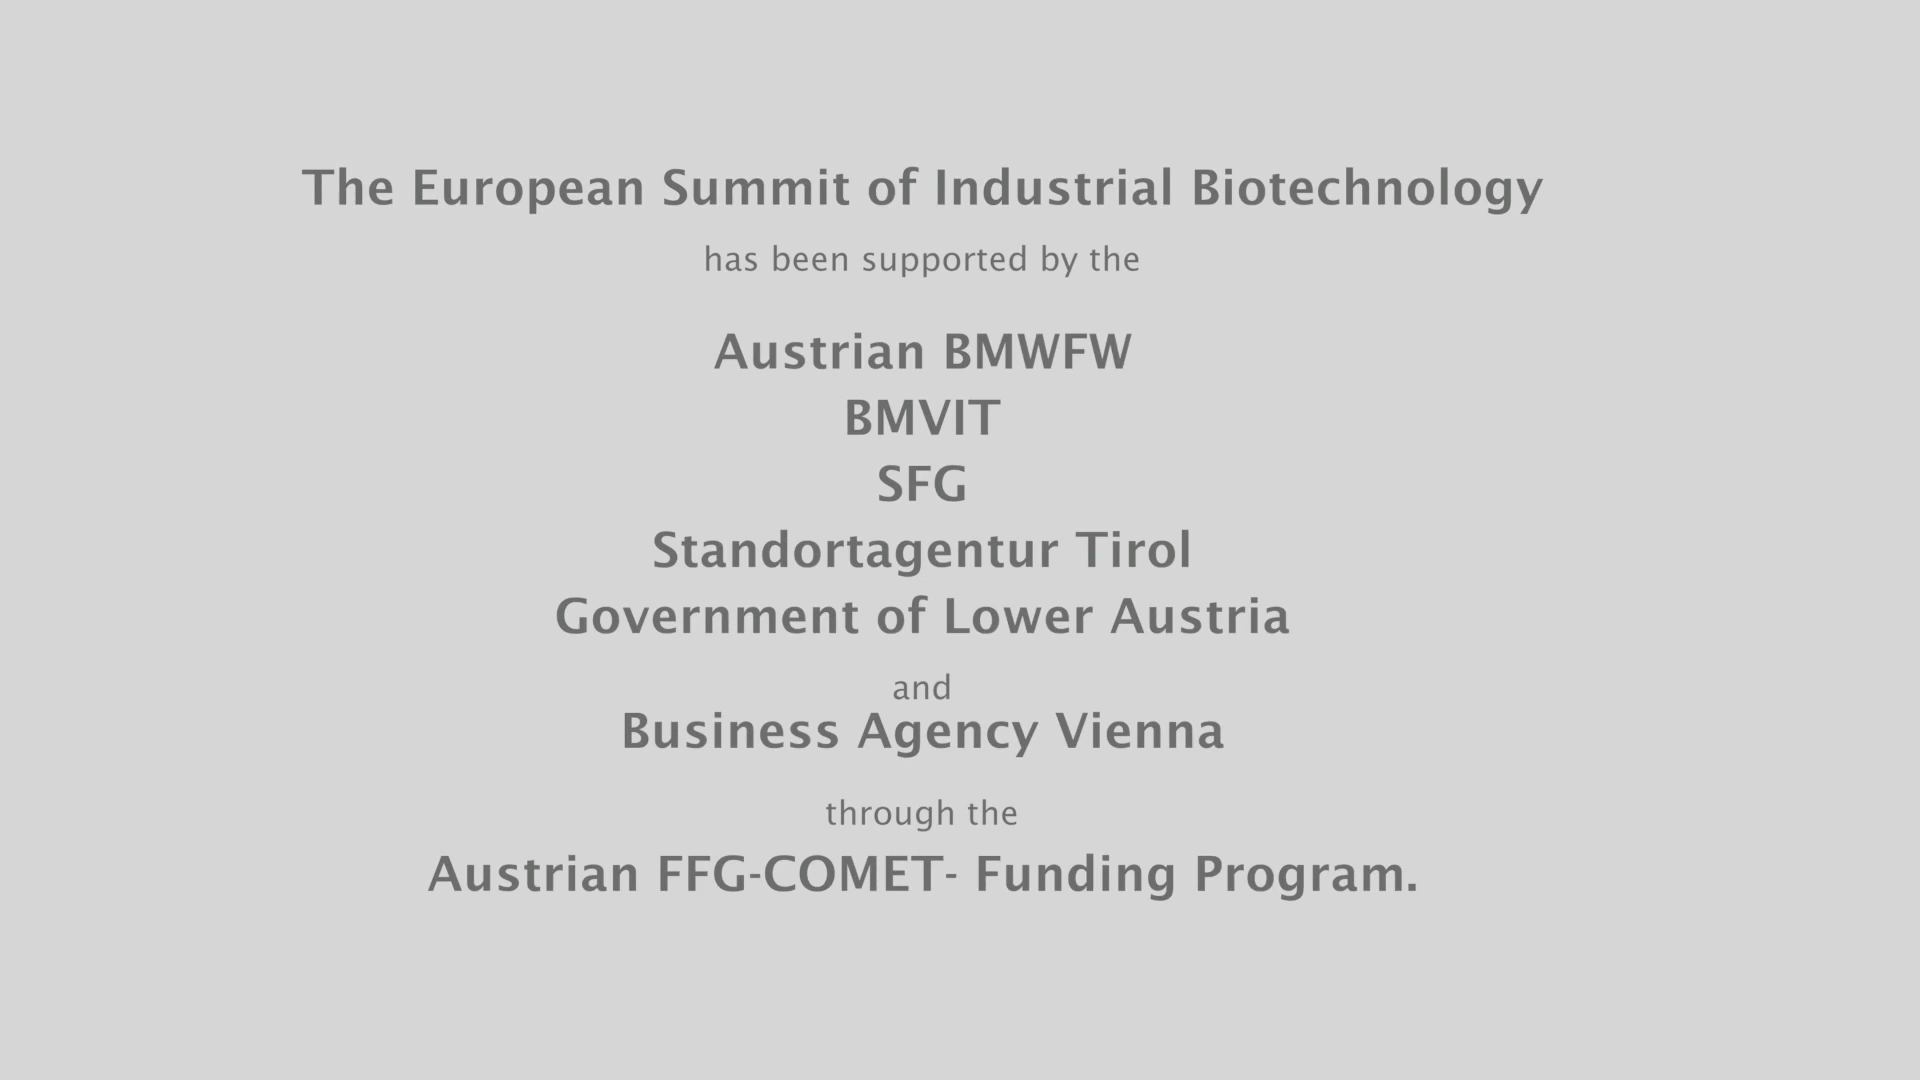 The European Summit of Industrial Biotechnology
has been supported by the
Austrian BMWFW
BMVIT
SFG
Standortagentur Tirol
Government of Lower Austria
and
Business Agency Vienna
through the
Austrian FFG-COMET- Funding Program.